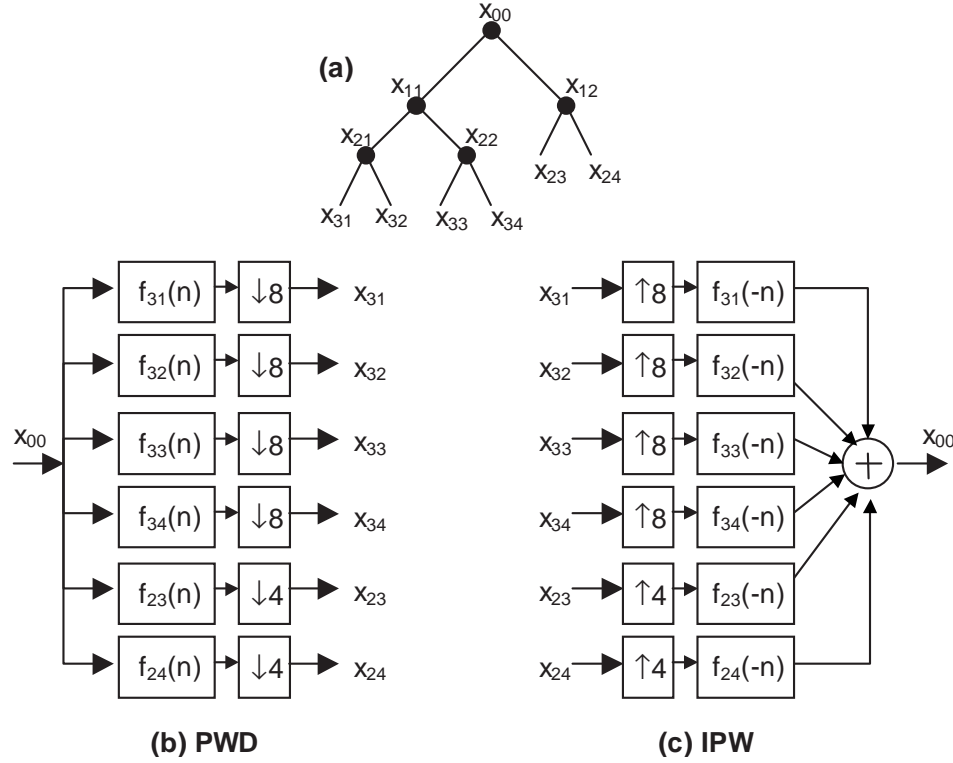 x₀₀
(a)
x₁₁ x₁₂
x₂₁ x₂₂
x₂₃ x₂₄
x₃₁ x₃₂ x₃₃ x₃₄
x₀₀
f₃₁(n) ↓8 x₃₁
f₃₂(n) ↓8 x₃₂
f₃₃(n) ↓8 x₃₃
f₃₄(n) ↓8 x₃₄
f₂₃(n) ↓4 x₂₃
f₂₄(n) ↓4 x₂₄
(b) PWD
x₃₁ ↑8 f₃₁(-n)
x₃₂ ↑8 f₃₂(-n)
x₃₃ ↑8 f₃₃(-n)
x₃₄ ↑8 f₃₄(-n)
x₂₃ ↑4 f₂₃(-n)
x₂₄ ↑4 f₂₄(-n)
+
x₀₀
(c) IPW